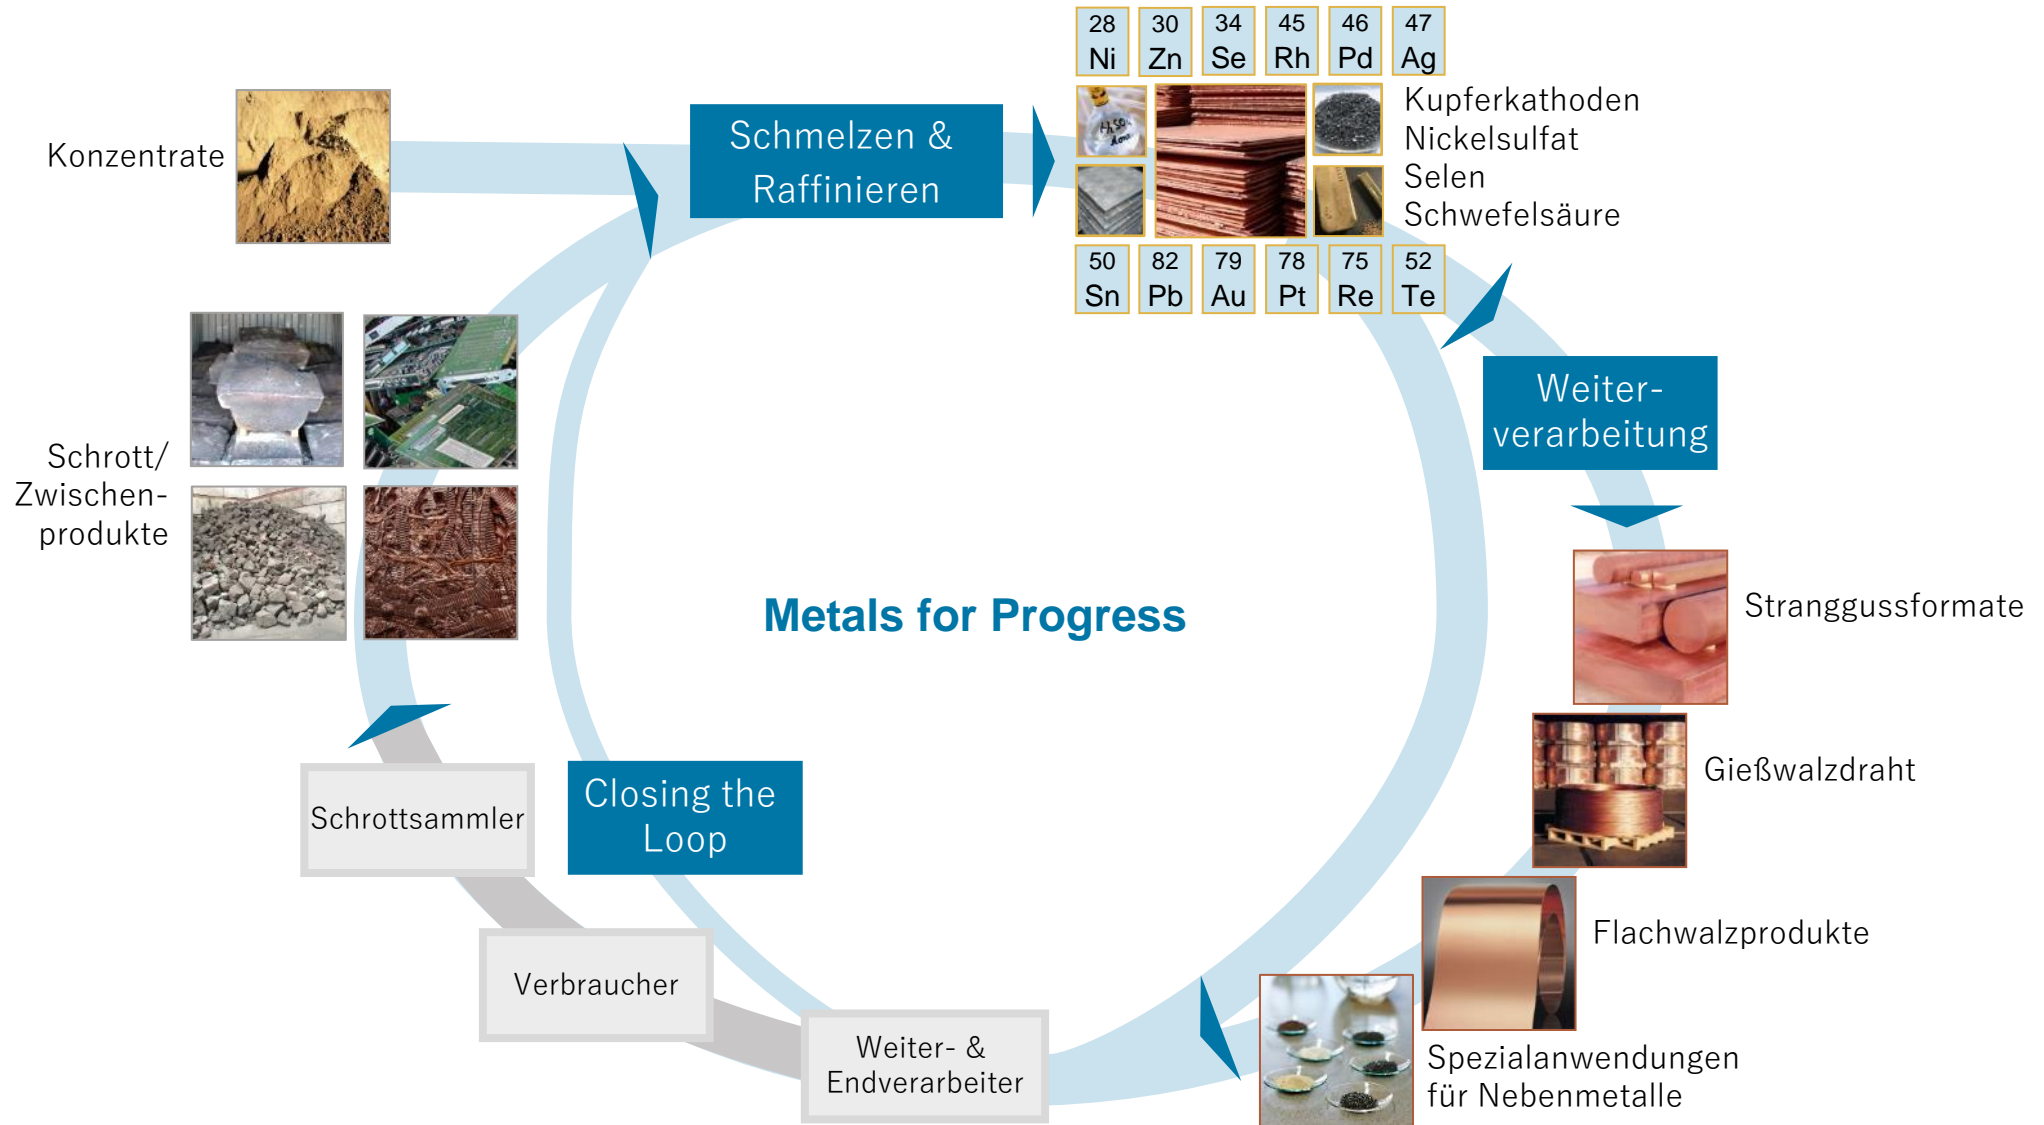 28 30 34 45 46 47
Ni Zn Se Rh Pd Ag
Konzentrate
Schmelzen &
Raffinieren
Kupferkathoden
Nickelsulfat
Selen
Schwefelsäure
50 82 79 78 75 52
Sn Pb Au Pt Re Te
Weiter-
verarbeitung
Schrott/
Zwischen-
produkte
Metals for Progress
Stranggussformate
Gießwalzdraht
Schrottsammler
Closing the
Loop
Flachwalzprodukte
Verbraucher
Weiter- &
Endverarbeiter
Spezialanwendungen
für Nebenmetalle